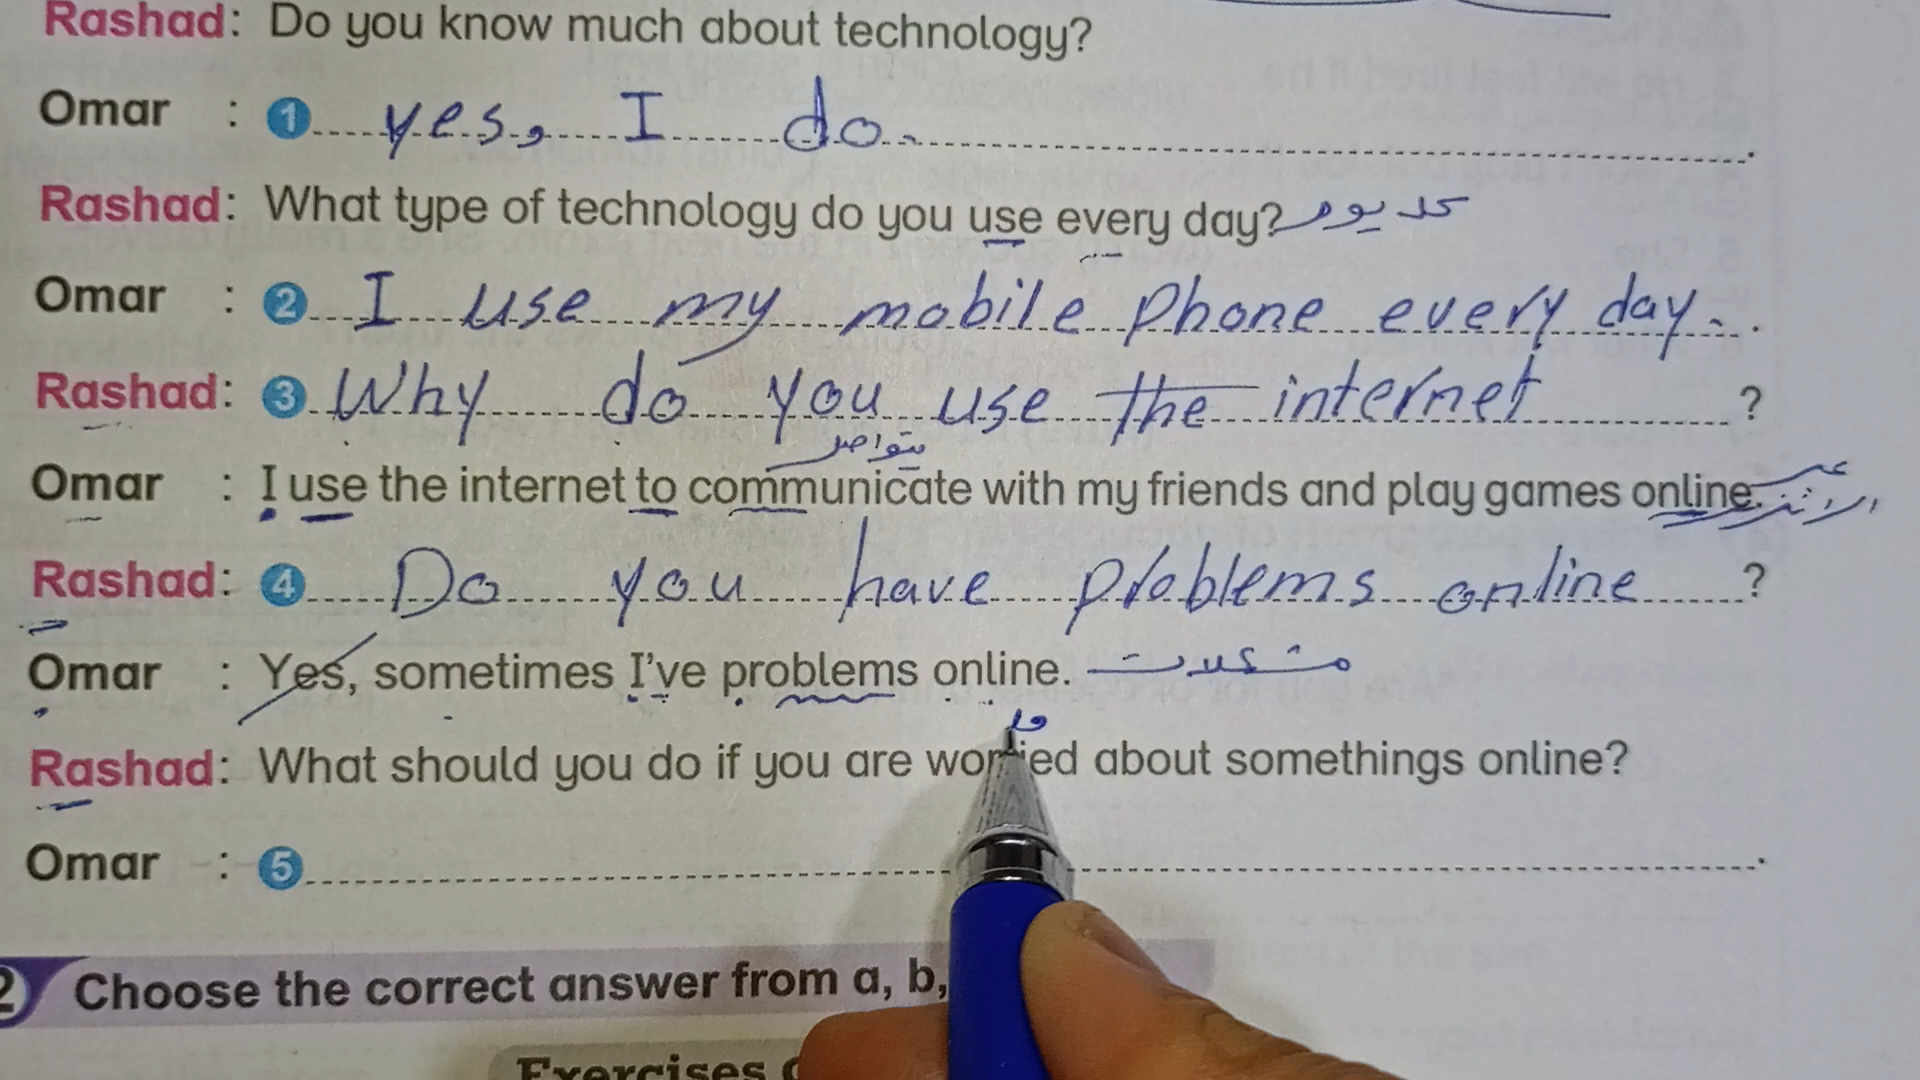 Rashad: Do you know much about technology?
Omar : 1 yes, I do.
Rashad: What type of technology do you use every day? كل يوم
Omar : 2 I use my mobile phone every day.
Rashad: 3 Why do you use the internet ?
يتواصل
Omar : I use the internet to communicate with my friends and play games online. عبر الانترنت
Rashad: 4 Do you have problems online ?
Omar : Yes, sometimes I've problems online. مشكلات
Rashad: What should you do if you are worried about somethings online?
Omar : 5
2 Choose the correct answer from a, b,
Exercises